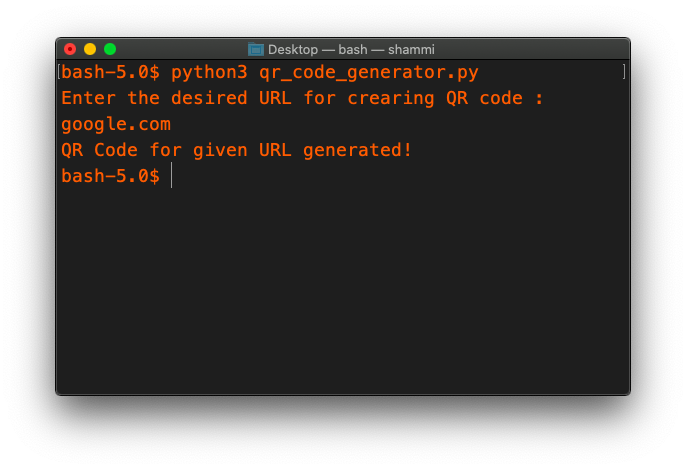 Desktop — bash — shammi
[bash-5.0$ python3 qr_code_generator.py ]
Enter the desired URL for crearing QR code :
google.com
QR Code for given URL generated!
bash-5.0$